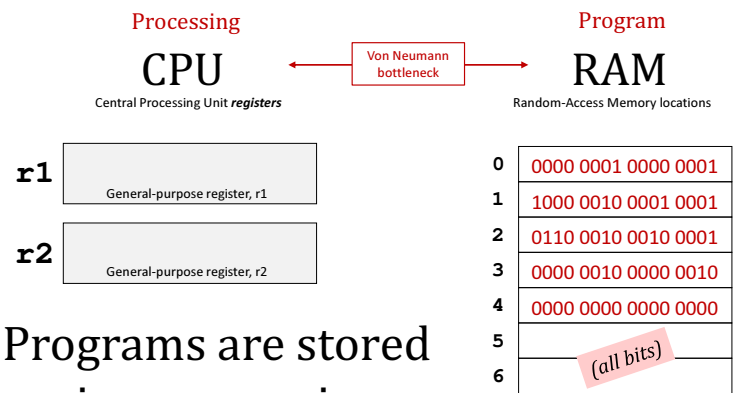 Processing
Program
CPU
Von Neumann
bottleneck
RAM
Central Processing Unit registers
Random-Access Memory locations
r1
General-purpose register, r1
r2
General-purpose register, r2
0 0000 0001 0000 0001
1 1000 0010 0001 0001
2 0110 0010 0010 0001
3 0000 0010 0000 0010
4 0000 0000 0000 0000
5
(all bits)
6
Programs are stored